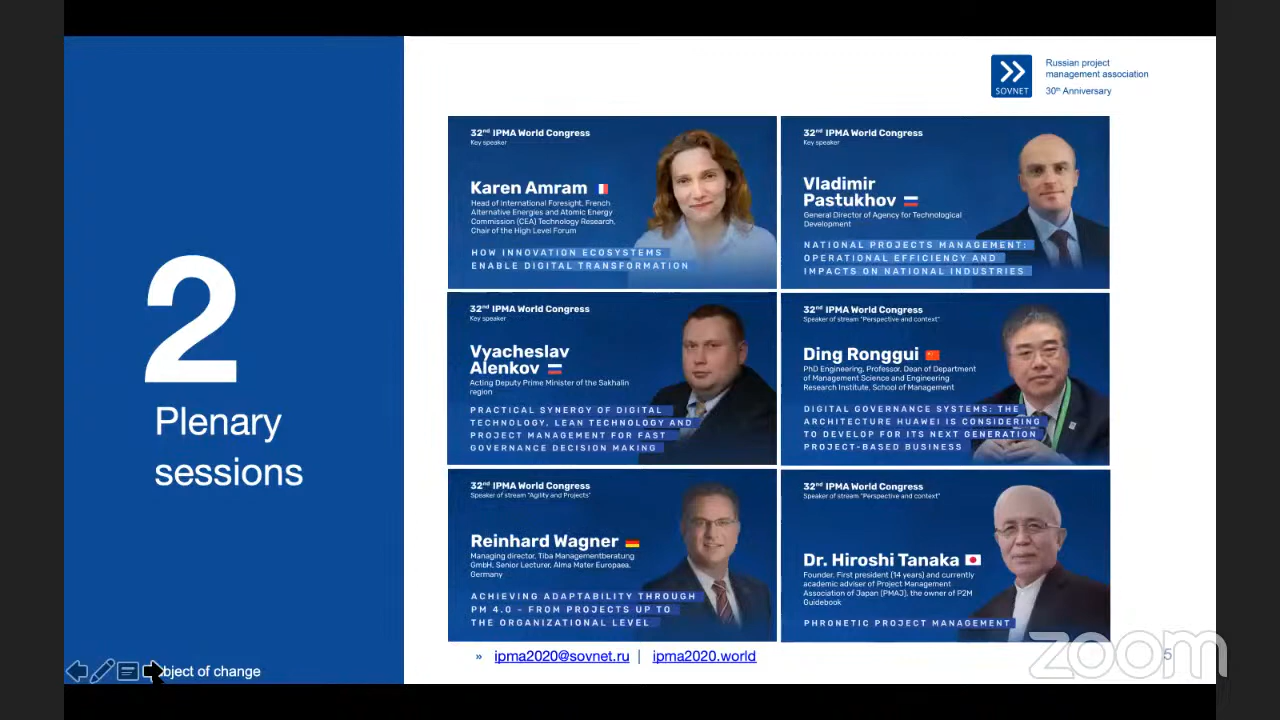 Russian project
management association
30th Anniversary
SOVNET
2
Plenary
sessions
32nd IPMA World Congress
Key speaker
Karen Amram
Head of International Foresight, French
Alternative Energies and Atomic Energy
Commission (CEA) Technology Research,
Chair of the High Level Forum
HOW INNOVATION ECOSYSTEMS
ENABLE DIGITAL TRANSFORMATION
32nd IPMA World Congress
Key speaker
Vladimir
Pastukhov
General Director of Agency for Technological
Development
NATIONAL PROJECTS MANAGEMENT:
OPERATIONAL EFFICIENCY AND
IMPACTS ON NATIONAL INDUSTRIES
32nd IPMA World Congress
Key speaker
Vyacheslav
Alenkov
Acting Deputy Prime Minister of the Sakhalin
region
PRACTICAL SYNERGY OF DIGITAL
TECHNOLOGY, LEAN TECHNOLOGY AND
PROJECT MANAGEMENT FOR FAST
GOVERNANCE DECISION MAKING
32nd IPMA World Congress
Speaker of stream "Perspective and context"
Ding Ronggui
PhD Engineering, Professor, Dean of Department
of Management Science and Engineering
Research Institute, School of Management
DIGITAL GOVERNANCE SYSTEMS: THE
ARCHITECTURE HUAWEI IS CONSIDERING
TO DEVELOP FOR ITS NEXT GENERATION
PROJECT-BASED BUSINESS
32nd IPMA World Congress
Speaker of stream "Agility and Projects"
Reinhard Wagner
Managing director, Tiba Managementberatung
GmbH, Senior Lecturer, Alma Mater Europaea,
Germany
ACHIEVING ADAPTABILITY THROUGH
PM 4.0 - FROM PROJECTS UP TO
THE ORGANIZATIONAL LEVEL
32nd IPMA World Congress
Speaker of stream "Perspective and context"
Dr. Hiroshi Tanaka
Founder, First president (14 years) and currently
academic adviser of Project Management
Association of Japan (PMAJ), the owner of P2M
Guidebook
PHRONETIC PROJECT MANAGEMENT
» ipma2020@sovnet.ru | ipma2020.world
bject of change
5
zoom